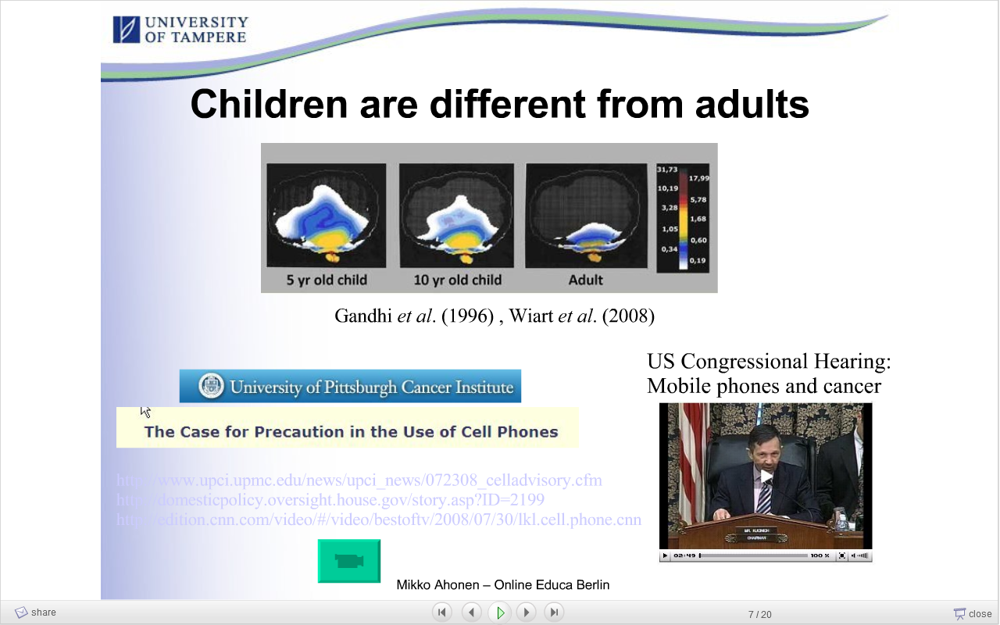 UNIVERSITY
OF TAMPERE
Children are different from adults
31,73
17,99
10,19
5,78
3,28
1,68
1,05
0,60
0,34
0,19
5 yr old child
10 yr old child
Adult
Gandhi et al. (1996) , Wiart et al. (2008)
US Congressional Hearing:
Mobile phones and cancer
University of Pittsburgh Cancer Institute
The Case for Precaution in the Use of Cell Phones
http://www.upci.upmc.edu/news/upci_news/072308_celladvisory.cfm
http://domesticpolicy.oversight.house.gov/story.asp?ID=2199
http://edition.cnn.com/video/#/video/bestoftv/2008/07/30/lkl.cell.phone.cnn
MR. KUCINICH
CHAIRMAN
02:49
100 %
Mikko Ahonen – Online Educa Berlin
share
7 / 20
close